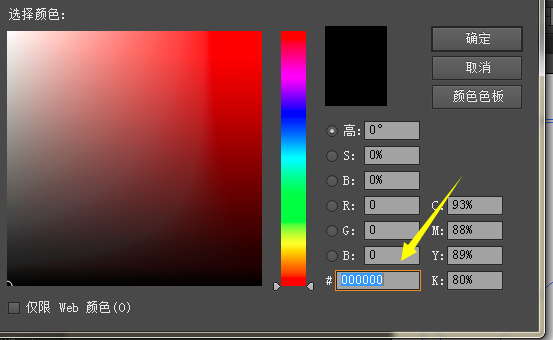 选择颜色:
确定
取消
颜色色板
高: 0°
S: 0%
B: 0%
R: 0 C: 93%
G: 0 M: 88%
B: 0 Y: 89%
# 000000 K: 80%
仅限 Web 颜色(O)